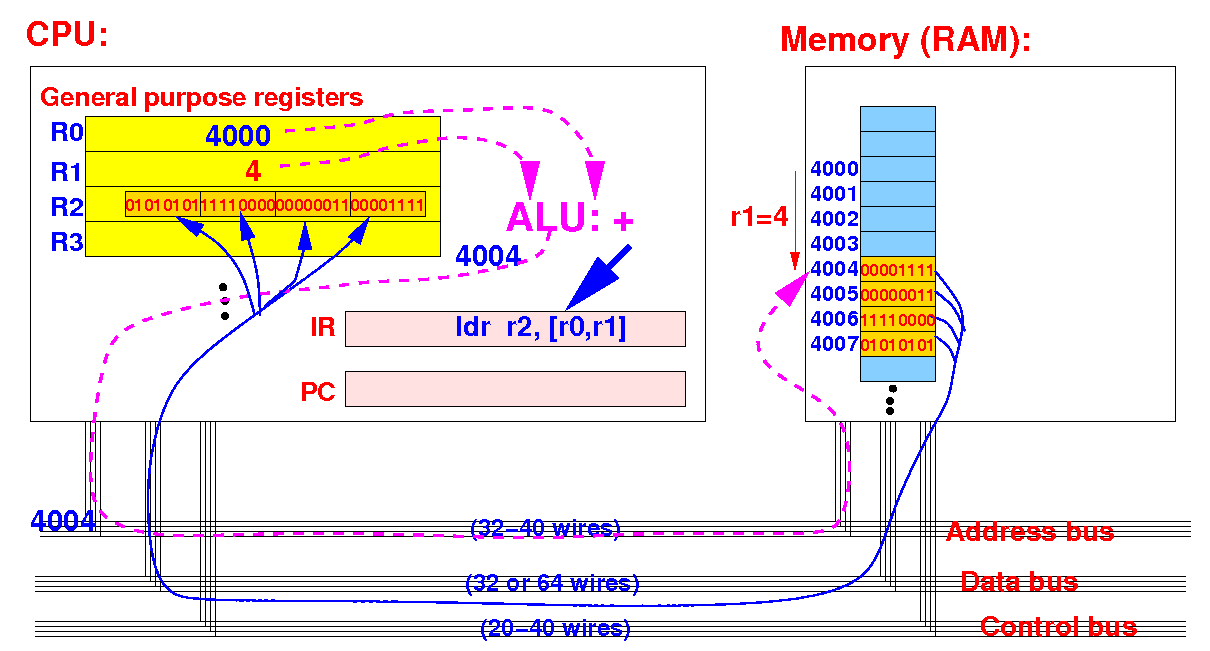 CPU:
Memory (RAM):
General purpose registers
R0 4000
R1 4
R2 01010101 11110000 00000011 00001111
R3
ALU: +
4004
IR ldr r2, [r0,r1]
PC
4000
4001
4002
r1=4
4003
4004 00001111
4005 00000011
4006 11110000
4007 01010101
4004
(32−40 wires)
Address bus
(32 or 64 wires)
Data bus
(20−40 wires)
Control bus